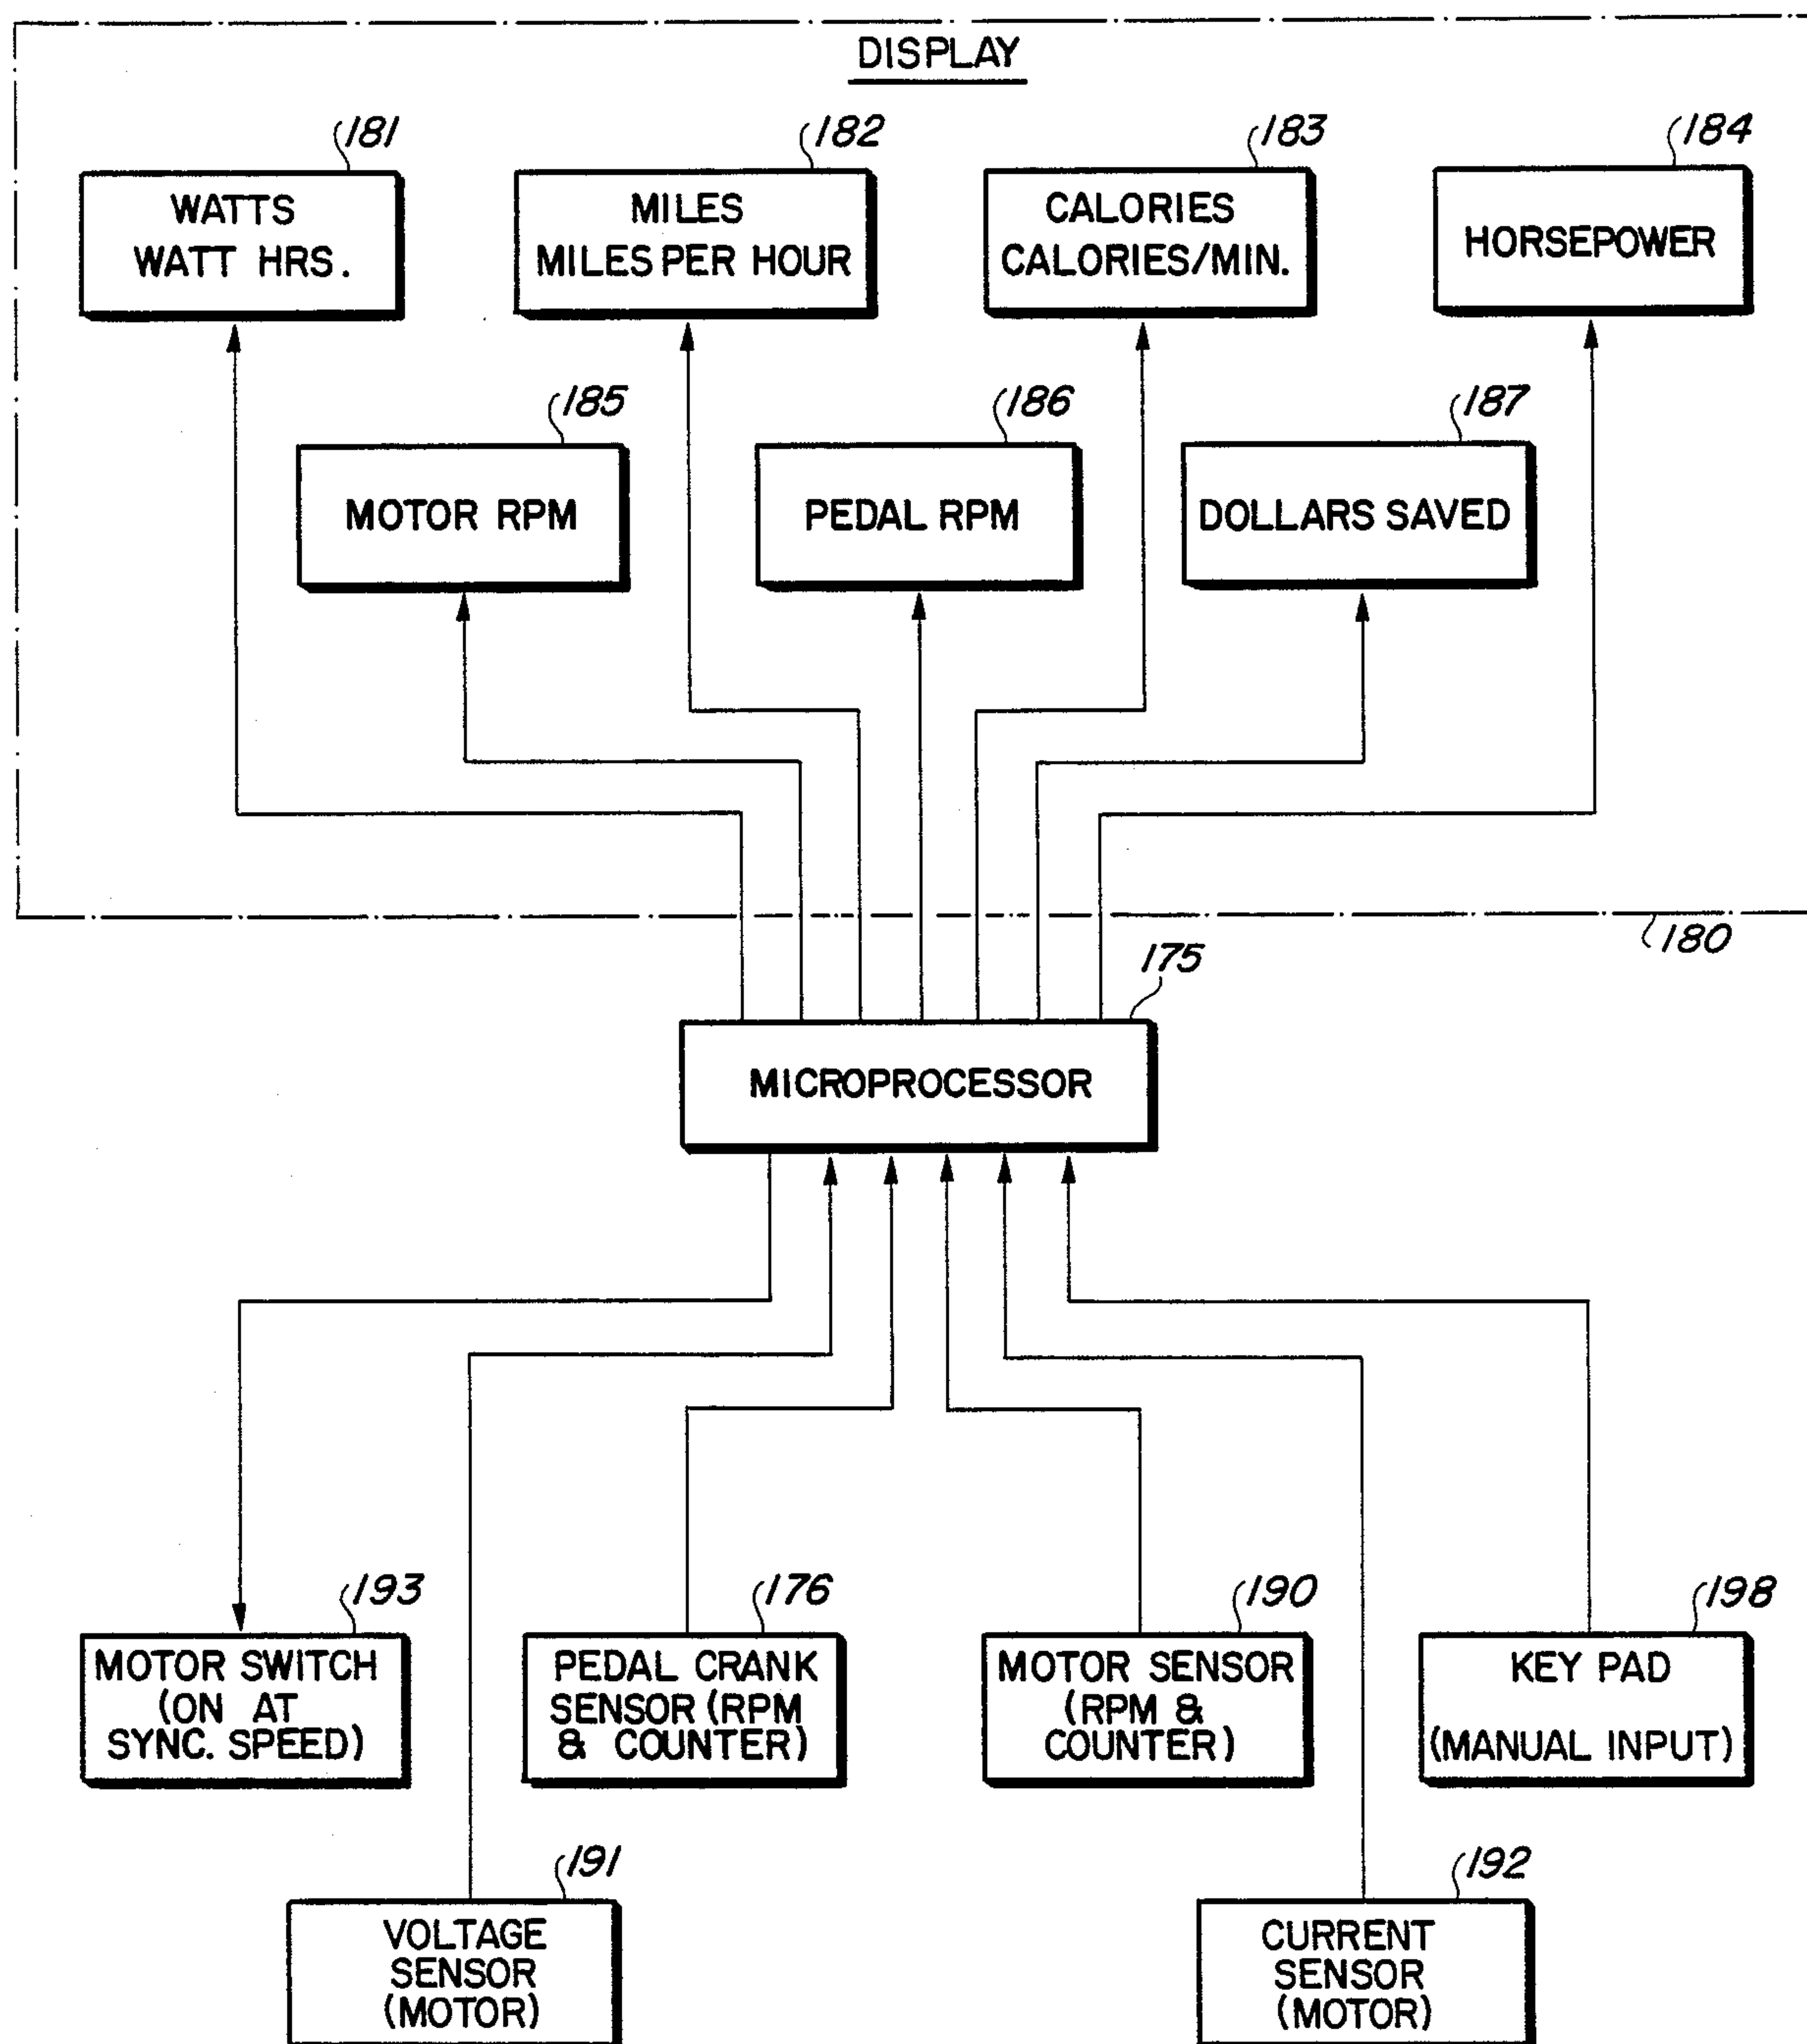 DISPLAY
181
182
183
184
WATTS
WATT HRS.
MILES
MILES PER HOUR
CALORIES
CALORIES/MIN.
HORSEPOWER
185
186
187
MOTOR RPM
PEDAL RPM
DOLLARS SAVED
180
175
MICROPROCESSOR
193
176
190
198
MOTOR SWITCH
(ON AT
SYNC. SPEED)
PEDAL CRANK
SENSOR (RPM
& COUNTER)
MOTOR SENSOR
(RPM &
COUNTER)
KEY PAD
(MANUAL INPUT)
191
192
VOLTAGE
SENSOR
(MOTOR)
CURRENT
SENSOR
(MOTOR)